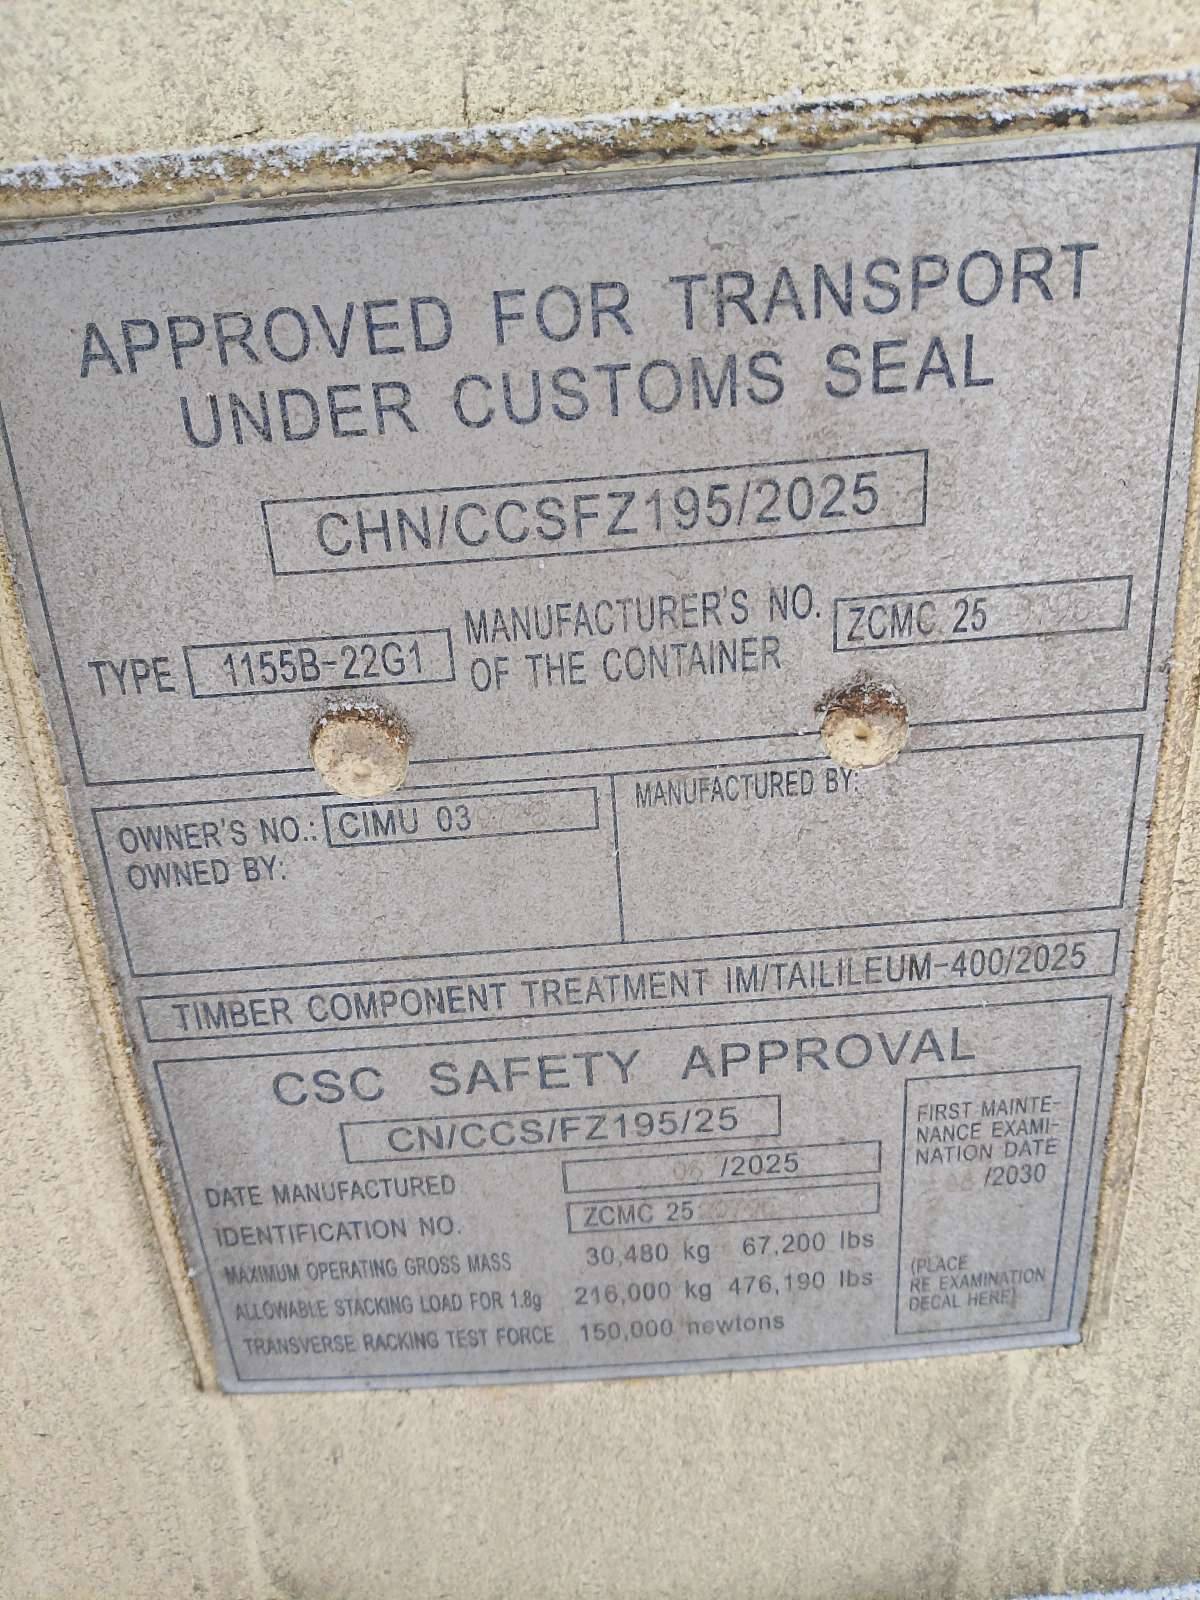 APPROVED FOR TRANSPORT
UNDER CUSTOMS SEAL
CHN/CCSFZ195/2025
TYPE 1155B-22G1
MANUFACTURER'S NO.
OF THE CONTAINER
ZCMC 25
OWNER'S NO.: CIMU 03
OWNED BY:
MANUFACTURED BY:
TIMBER COMPONENT TREATMENT IM/TAILILEUM-400/2025
CSC SAFETY APPROVAL
CN/CCS/FZ195/25
DATE MANUFACTURED 06 /2025
IDENTIFICATION NO. ZCMC 25
MAXIMUM OPERATING GROSS MASS 30,480 kg 67,200 lbs
ALLOWABLE STACKING LOAD FOR 1.8g 216,000 kg 476,190 lbs
TRANSVERSE RACKING TEST FORCE 150,000 newtons
FIRST MAINTE-
NANCE EXAMI-
NATION DATE
/2030
(PLACE
RE EXAMINATION
DECAL HERE)